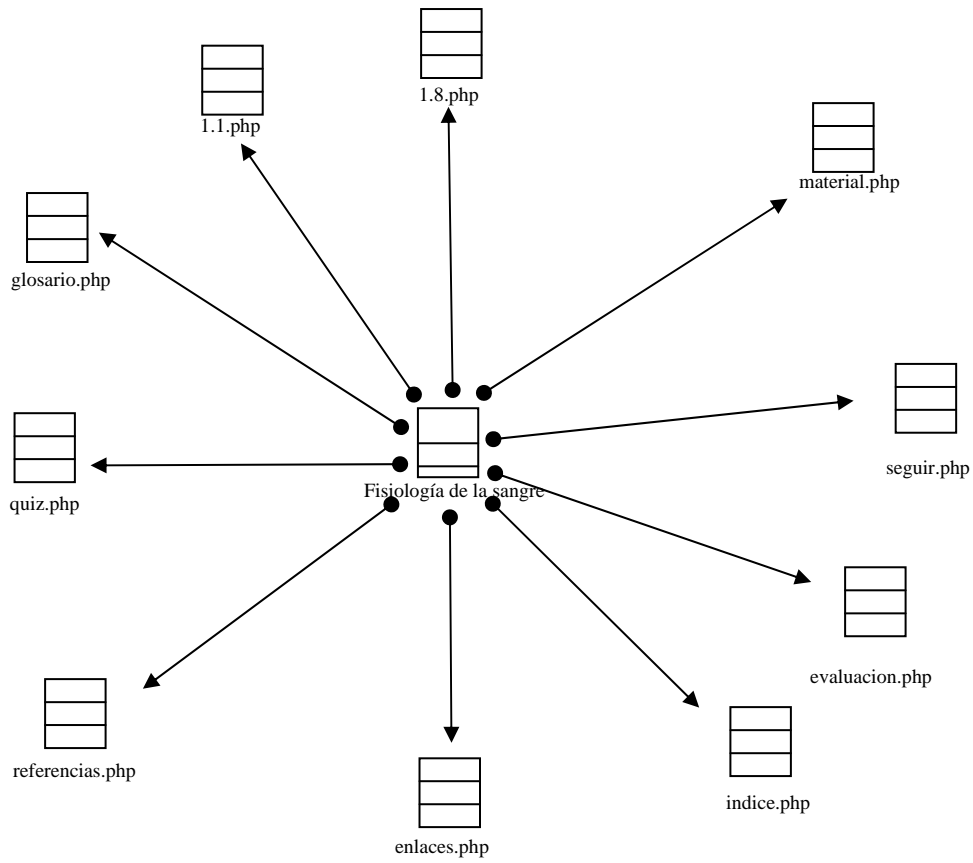 1.8.php
1.1.php
material.php
glosario.php
seguir.php
Fisiología de la sangre
quiz.php
evaluacion.php
referencias.php
indice.php
enlaces.php